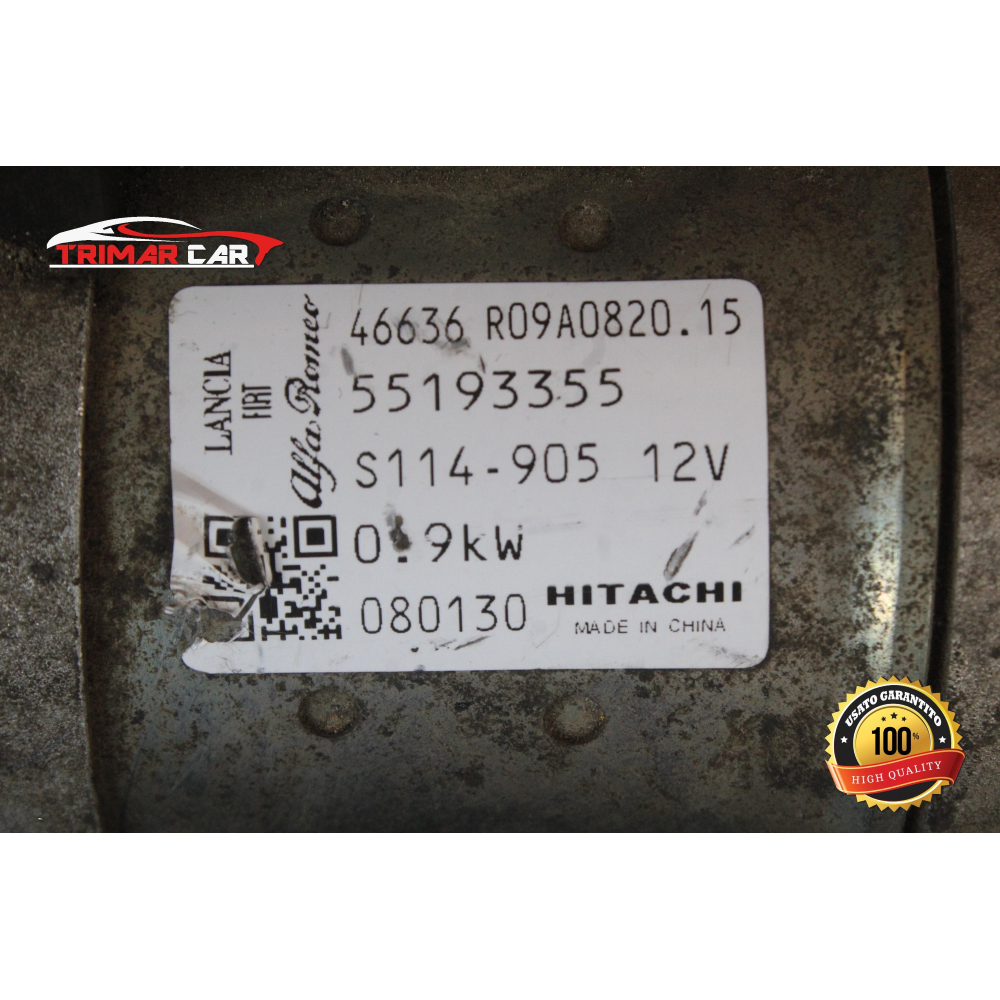 TRIMAR CAR
LANCIA
FIAT
Alfa Romeo
46636 R09A0820.15
55193355
S114-905 12V
0.9kW
080130 HITACHI
MADE IN CHINA
USATO GARANTITO
100%
HIGH QUALITY